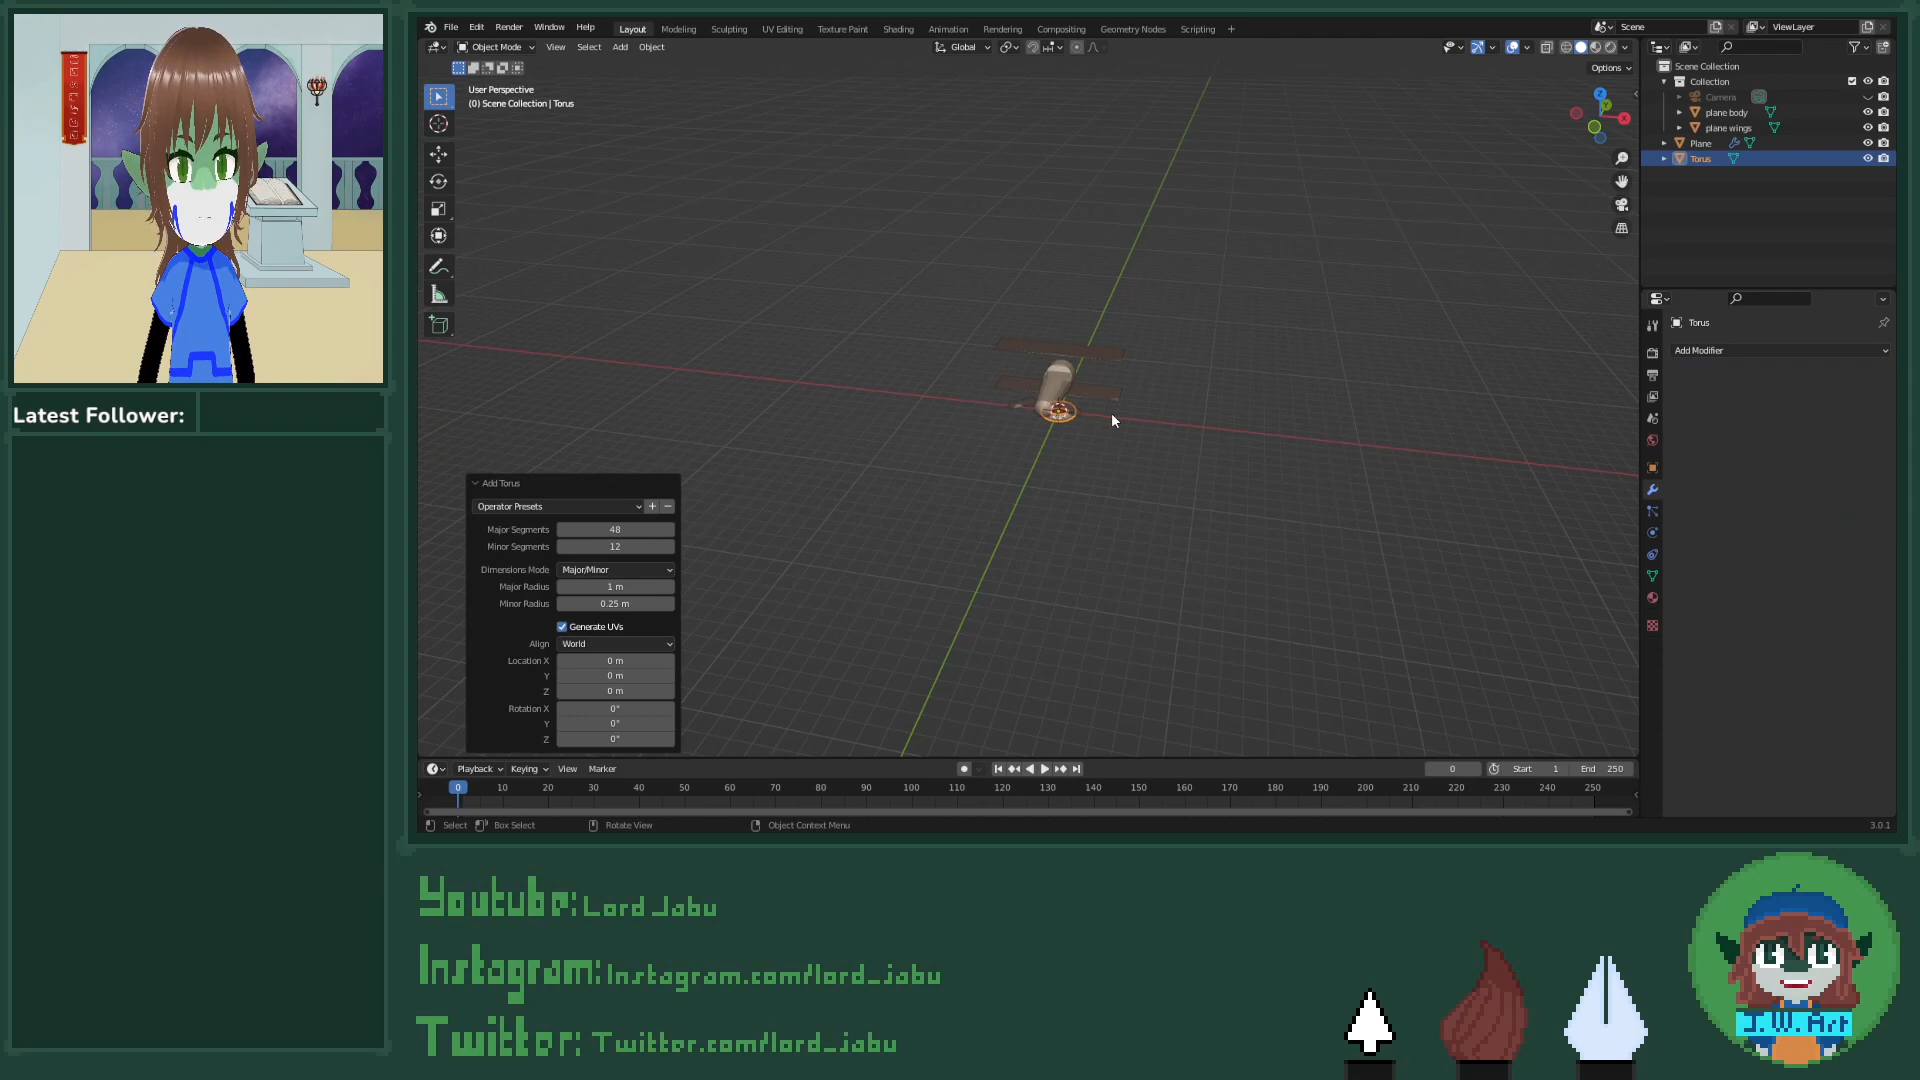 File Edit Render Window Help Layout Modeling Sculpting UV Editing Texture Paint Shading Animation Rendering Compositing Geometry Nodes Scripting + Scene ViewLayer
Object Mode View Select Add Object Global
Options
User Perspective
(0) Scene Collection | Torus
Z
Y
X
Scene Collection
Collection
Camera
plane body
plane wings
Plane
Torus
Torus
Add Modifier
Latest Follower:
Add Torus
Operator Presets
Major Segments 48
Minor Segments 12
Dimensions Mode Major/Minor
Major Radius 1 m
Minor Radius 0.25 m
Generate UVs
Align World
Location X 0 m
Y 0 m
Z 0 m
Rotation X 0°
Y 0°
Z 0°
Playback Keying View Marker 0 Start 1 End 250
0 10 20 30 40 50 60 70 80 90 100 110 120 130 140 150 160 170 180 190 200 210 220 230 240 250
Select Box Select Rotate View Object Context Menu 3.0.1
Youtube: Lord Jabu
Instagram: Instagram.com/lord_jabu
Twitter: Twitter.com/lord_jabu
J.W. Art